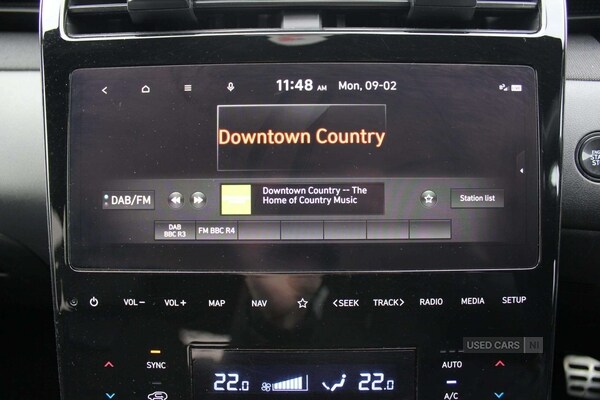 11:48 AM Mon, 09-02
Downtown Country
DAB/FM
Downtown Country -- The
Home of Country Music
Station list
DAB
BBC R3
FM BBC R4
VOL− VOL+ MAP NAV <SEEK TRACK> RADIO MEDIA SETUP
SYNC
AUTO
USED CARS NI
22.0 22.0
A/C